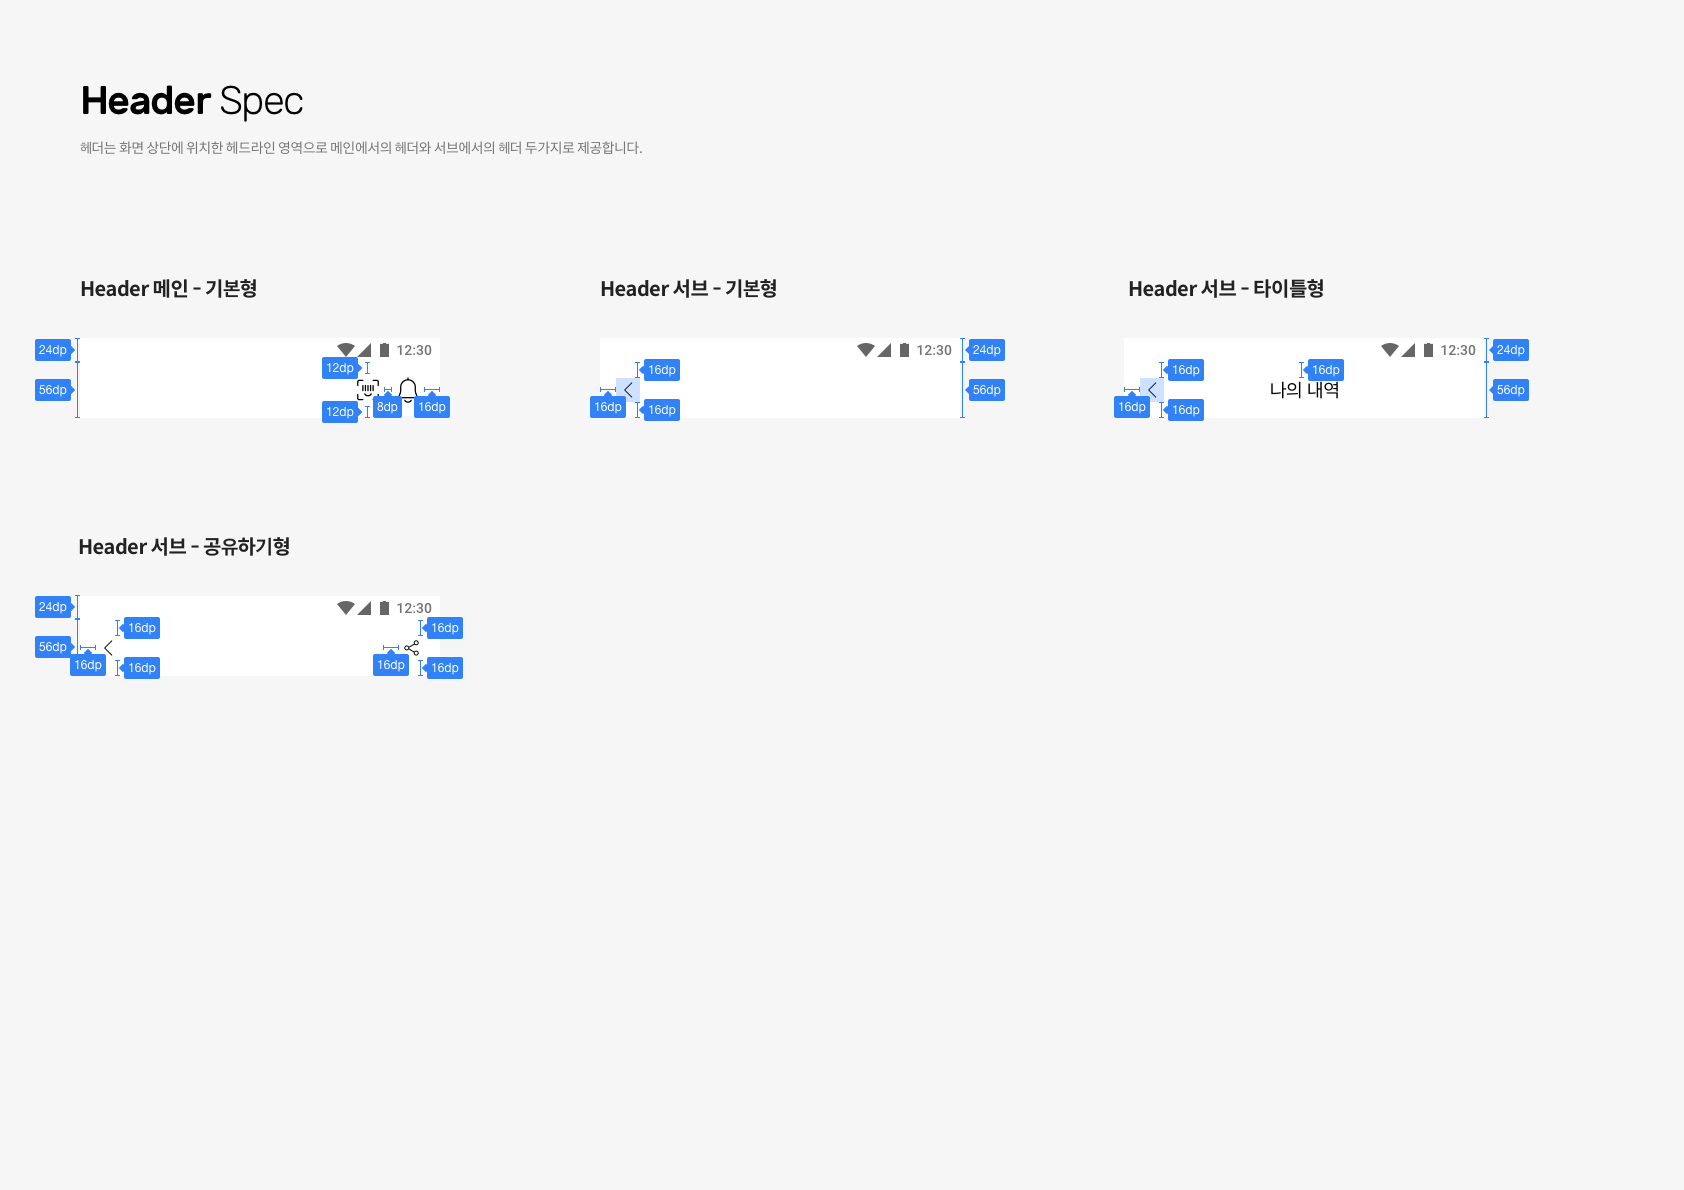 Header Spec
헤더는 화면 상단에 위치한 헤드라인 영역으로 메인에서의 헤더와 서브에서의 헤더 두가지로 제공합니다.
Header 메인 - 기본형
24dp
12:30
12dp
56dp
12dp
8dp
16dp
Header 서브 - 기본형
12:30
24dp
16dp
56dp
16dp
16dp
Header 서브 - 타이틀형
12:30
24dp
16dp
16dp
나의 내역
56dp
16dp
16dp
Header 서브 - 공유하기형
24dp
12:30
16dp
16dp
56dp
16dp
16dp
16dp
16dp